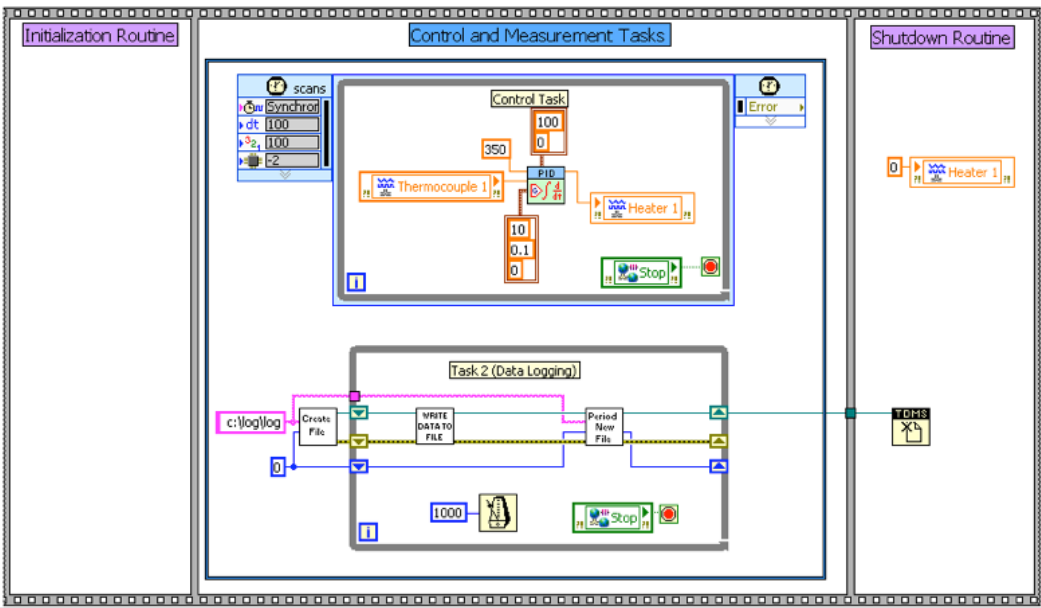 Initialization Routine
Control and Measurement Tasks
Shutdown Routine
scans
Synchror
dt 100
100
-2
Error
Control Task
100
0
350
PID
Thermocouple 1
Heater 1
10
0.1
0
Stop
i
0
Heater 1
Task 2 (Data Logging)
c:\log\log
Create
File
WRITE
DATA TO
FILE
Period
New
File
TDMS
0
1000
Stop
i